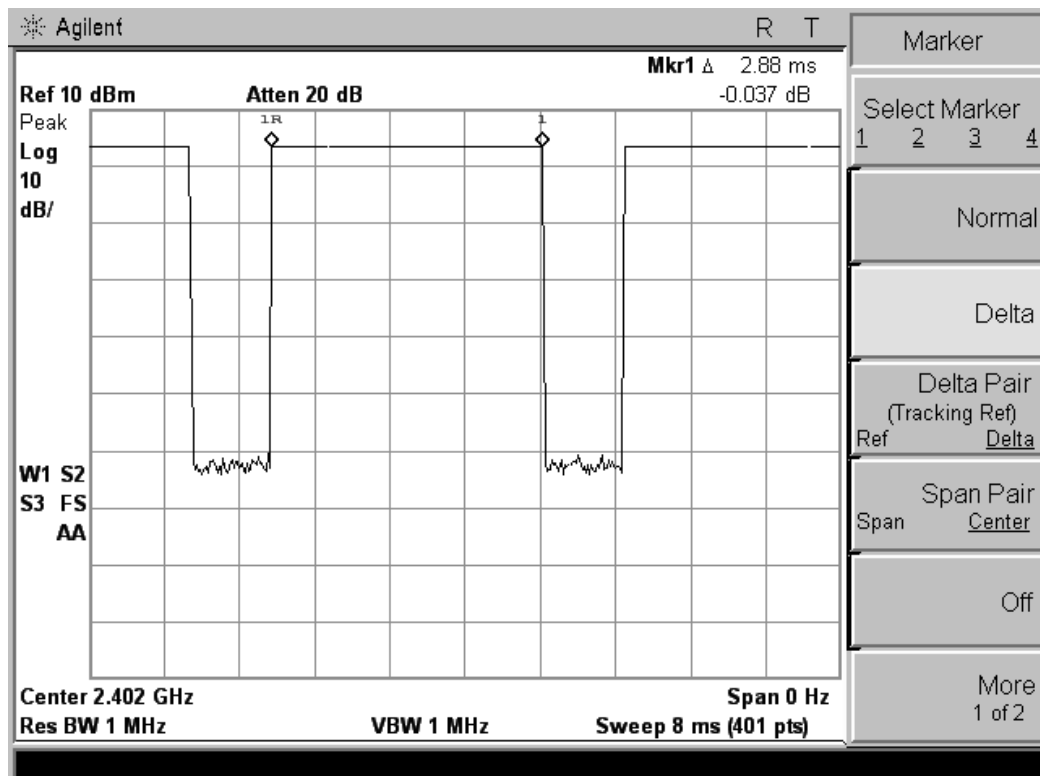 Agilent R T
Mkr1 Δ 2.88 ms
Ref 10 dBm Atten 20 dB -0.037 dB
Peak
Log
10
dB/
1R 1
W1 S2
S3 FS
AA
Center 2.402 GHz Span 0 Hz
Res BW 1 MHz VBW 1 MHz Sweep 8 ms (401 pts)
Marker
Select Marker
1 2 3 4
Normal
Delta
Delta Pair
(Tracking Ref)
Ref Delta
Span Pair
Span Center
Off
More
1 of 2